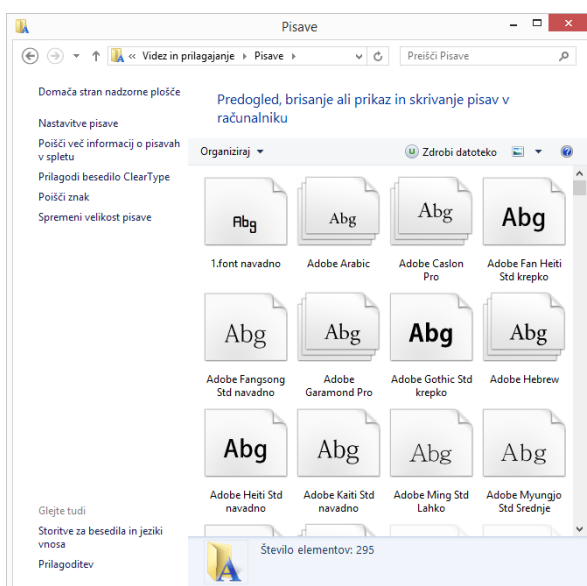 Pisave
« Videz in prilagajanje Pisave
Preišči Pisave
Domača stran nadzorne plošče
Nastavitve pisave
Poišči več informacij o pisavah
v spletu
Prilagodi besedilo ClearType
Poišči znak
Spremeni velikost pisave
Glejte tudi
Storitve za besedila in jeziki
vnosa
Prilagoditev
Predogled, brisanje ali prikaz in skrivanje pisav v
računalniku
Organiziraj
Zdrobi datoteko
Abg Abg Abg Abg
1.font navadno Adobe Arabic Adobe Caslon Adobe Fan Heiti
Pro Std krepko
Abg Abg Abg Abg
Adobe Fangsong Adobe Adobe Gothic Std Adobe Hebrew
Std navadno Garamond Pro krepko
Abg Abg Abg Abg
Adobe Heiti Std Adobe Kaiti Std Adobe Ming Std Adobe Myungjo
navadno navadno Lahko Std Srednje
Število elementov: 295